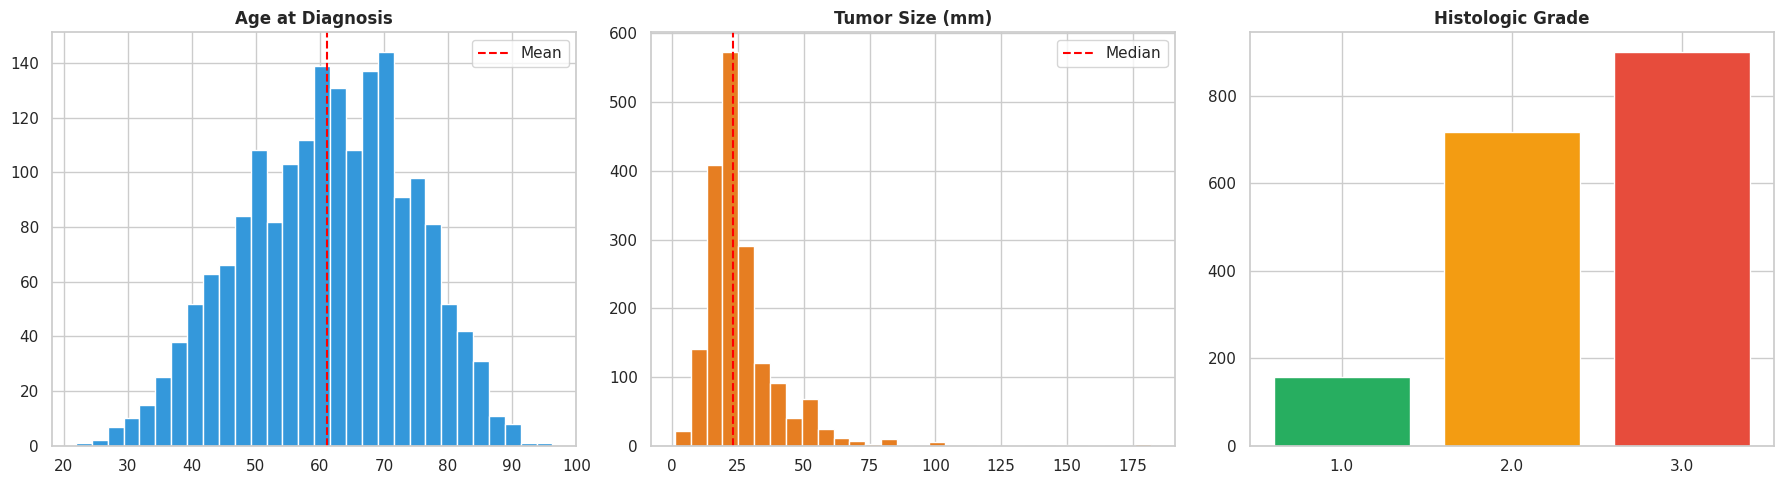 Age at Diagnosis
Mean
140
120
100
80
60
40
20
0
20 30 40 50 60 70 80 90 100
Tumor Size (mm)
Median
600
500
400
300
200
100
0
0 25 50 75 100 125 150 175
Histologic Grade
800
600
400
200
0
1.0 2.0 3.0